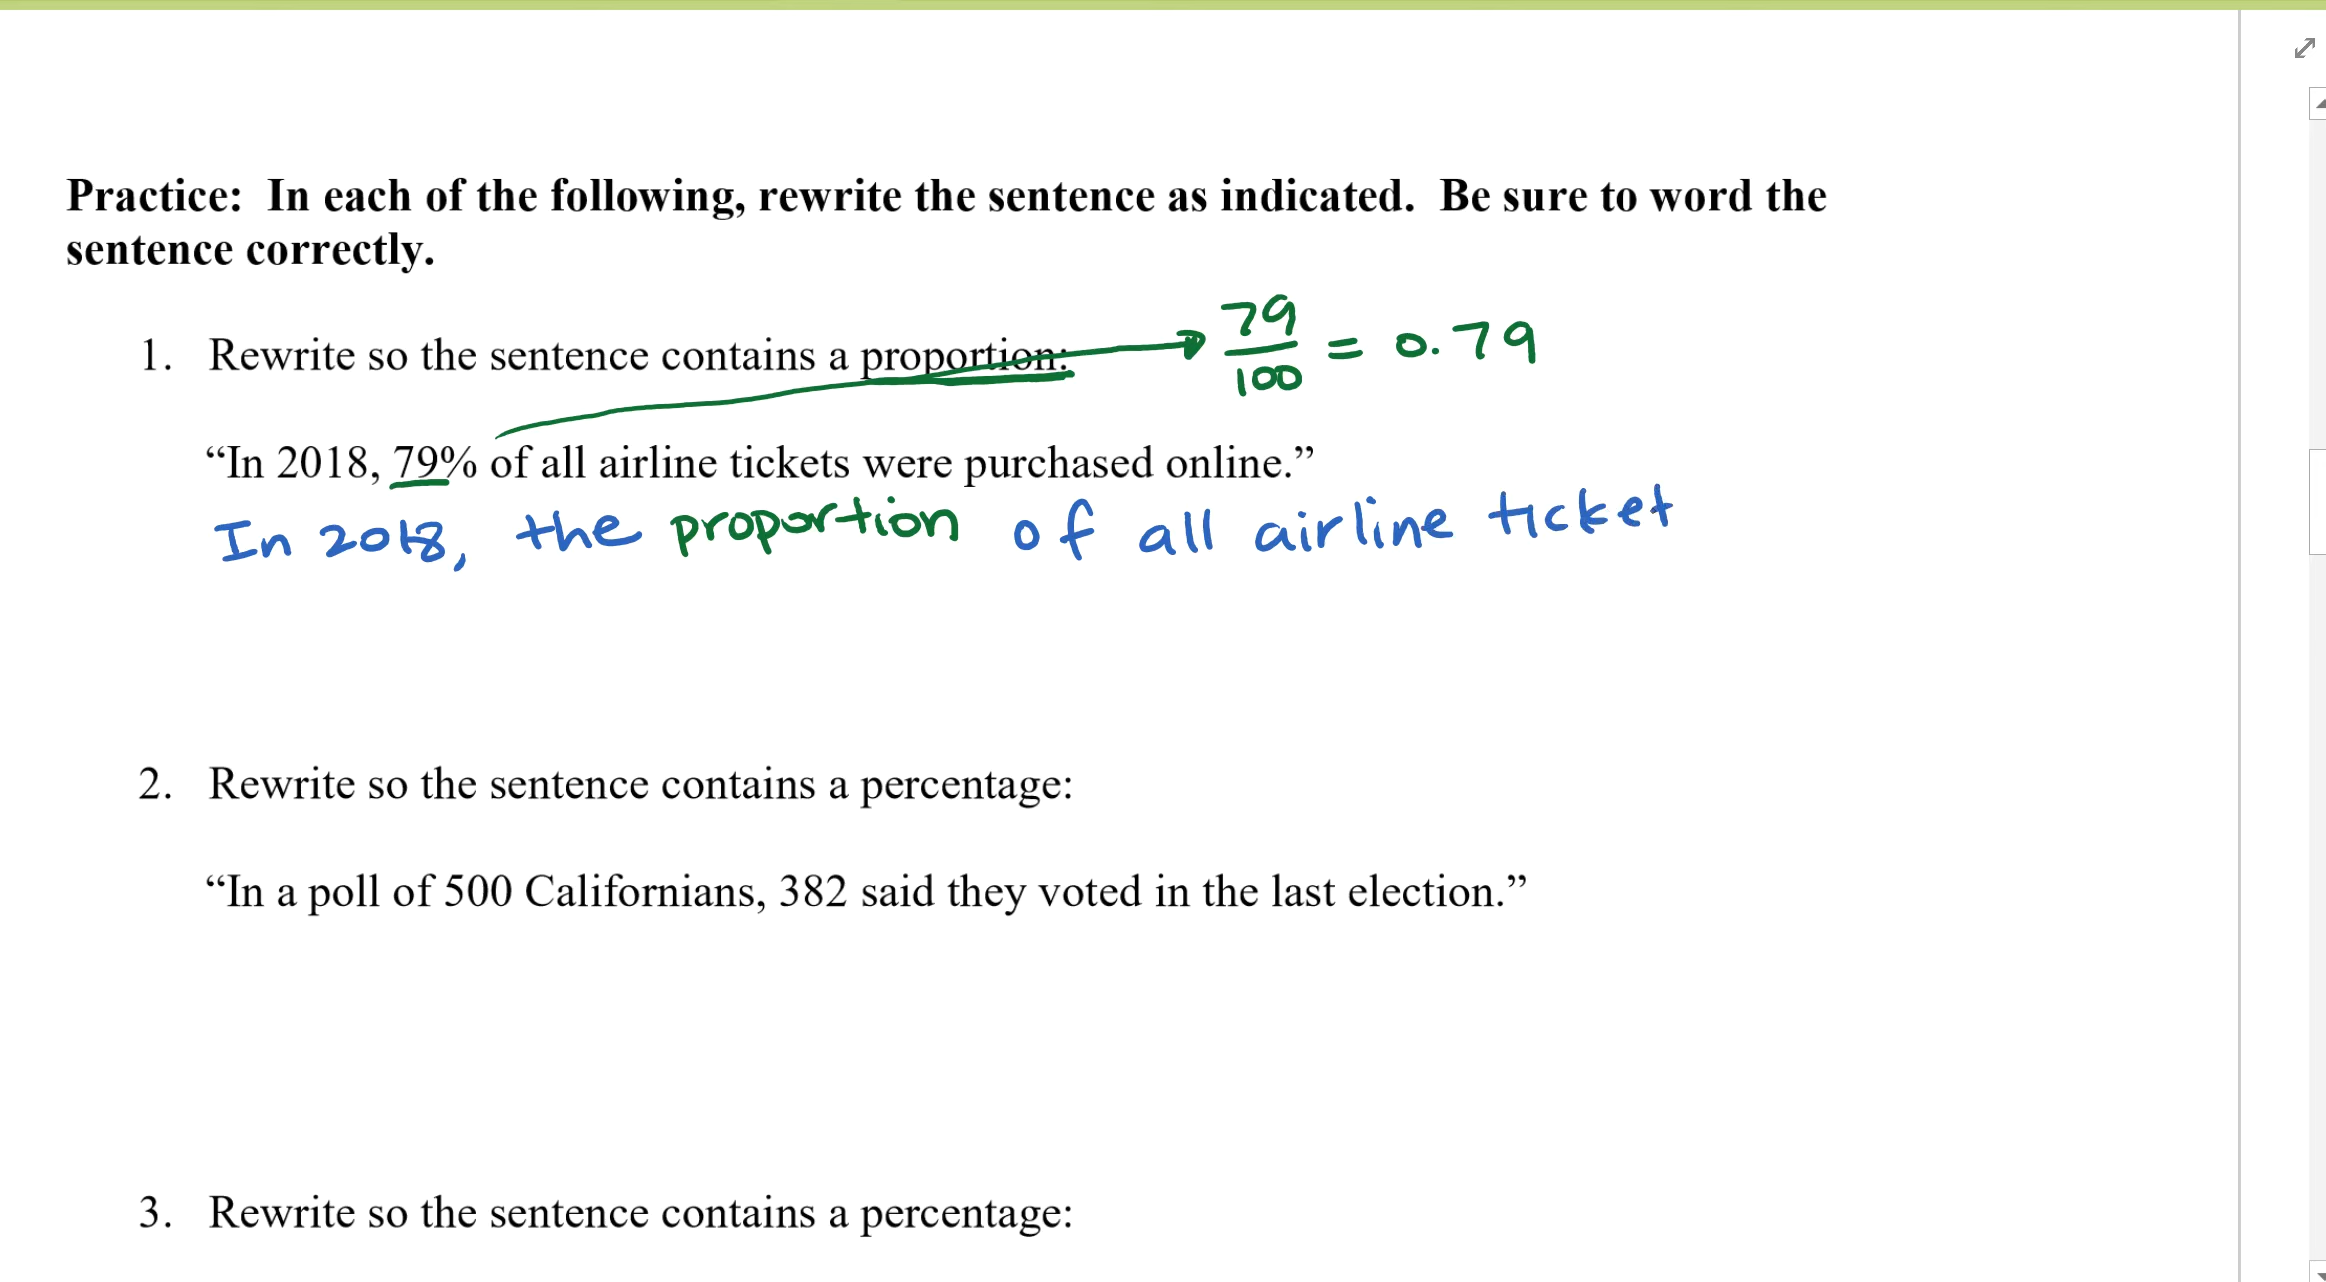 Practice: In each of the following, rewrite the sentence as indicated. Be sure to word the
sentence correctly.
1. Rewrite so the sentence contains a proportion: 79/100 = 0.79
“In 2018, 79% of all airline tickets were purchased online.”
In 2018, the proportion of all airline ticket
2. Rewrite so the sentence contains a percentage:
“In a poll of 500 Californians, 382 said they voted in the last election.”
3. Rewrite so the sentence contains a percentage: